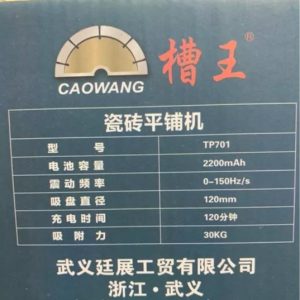 槽王®
CAOWANG
瓷砖平铺机
型号 TP701
电池容量 2200mAh
震动频率 0-150Hz/s
吸盘直径 120mm
充电时间 120分钟
吸附力 30KG
武义廷展工贸有限公司
浙江·武义